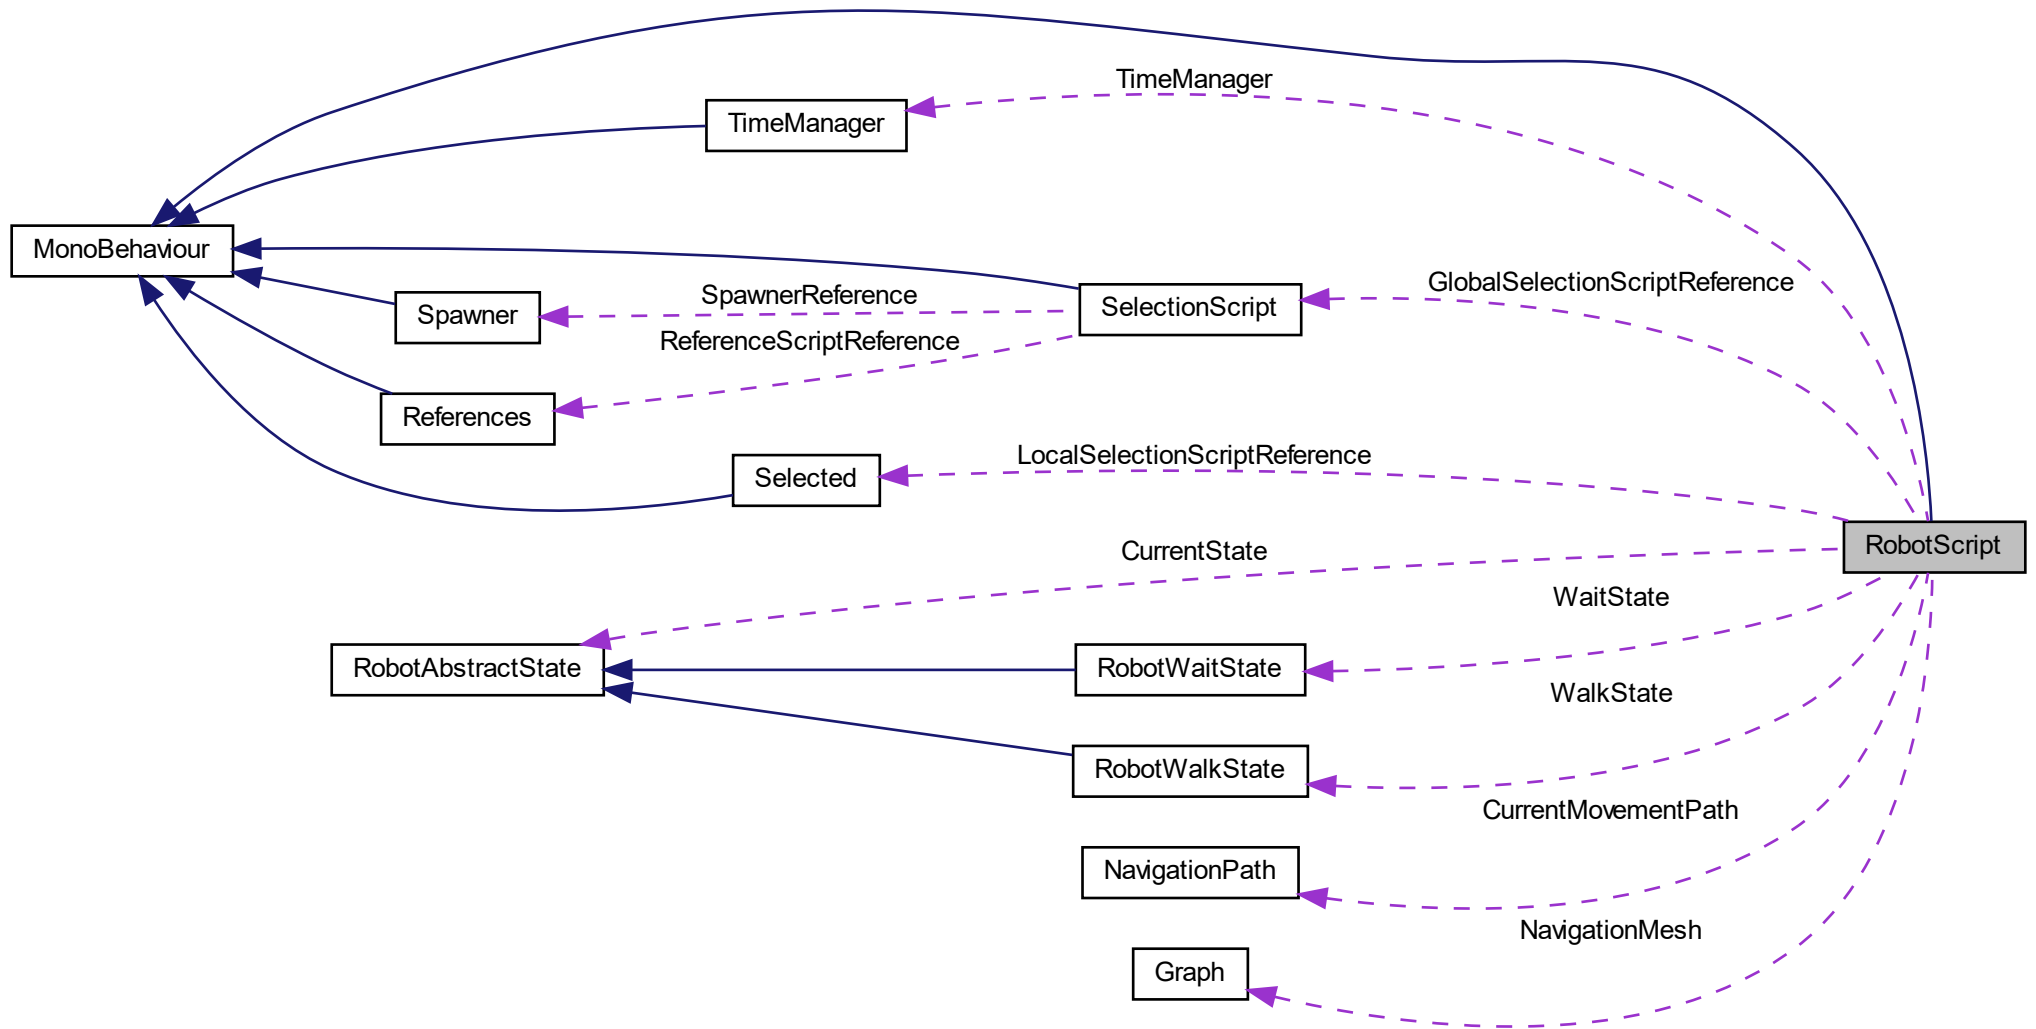 TimeManager
TimeManager
MonoBehaviour
GlobalSelectionScriptReference
SpawnerReference
SelectionScript
Spawner
ReferenceScriptReference
References
LocalSelectionScriptReference
Selected
RobotScript
CurrentState
WaitState
RobotAbstractState
RobotWaitState
WalkState
RobotWalkState
CurrentMovementPath
NavigationPath
NavigationMesh
Graph